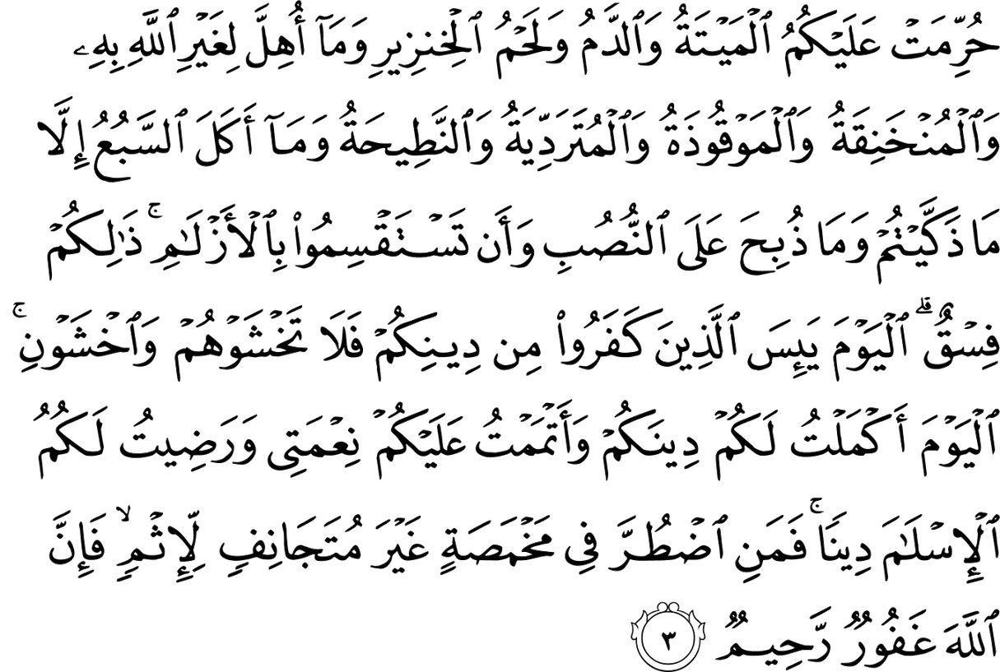 حُرِّمَتۡ عَلَيۡكُمُ ٱلۡمَيۡتَةُ وَٱلدَّمُ وَلَحۡمُ ٱلۡخِنزِيرِ وَمَآ أُهِلَّ لِغَيۡرِ ٱللَّهِ بِهِۦ
وَٱلۡمُنۡخَنِقَةُ وَٱلۡمَوۡقُوذَةُ وَٱلۡمُتَرَدِّيَةُ وَٱلنَّطِيحَةُ وَمَآ أَكَلَ ٱلسَّبُعُ إِلَّا
مَا ذَكَّيۡتُمۡ وَمَا ذُبِحَ عَلَى ٱلنُّصُبِ وَأَن تَسۡتَقۡسِمُواْ بِٱلۡأَزۡلَٰمِۚ ذَٰلِكُمۡ
فِسۡقٌۗ ٱلۡيَوۡمَ يَئِسَ ٱلَّذِينَ كَفَرُواْ مِن دِينِكُمۡ فَلَا تَخۡشَوۡهُمۡ وَٱخۡشَوۡنِۚ
ٱلۡيَوۡمَ أَكۡمَلۡتُ لَكُمۡ دِينَكُمۡ وَأَتۡمَمۡتُ عَلَيۡكُمۡ نِعۡمَتِي وَرَضِيتُ لَكُمُ
ٱلۡإِسۡلَٰمَ دِينٗاۚ فَمَنِ ٱضۡطُرَّ فِي مَخۡمَصَةٍ غَيۡرَ مُتَجَانِفٖ لِّإِثۡمٖۙ فَإِنَّ
ٱللَّهَ غَفُورٞ رَّحِيمٞ ٣